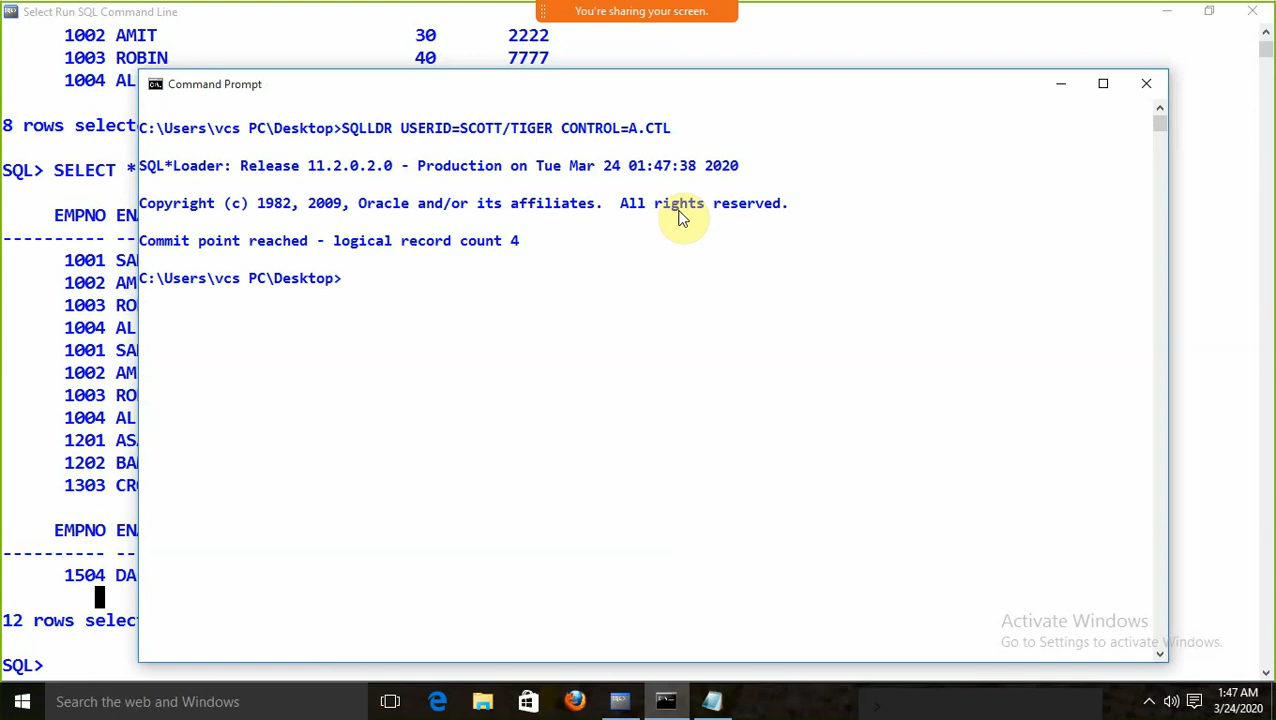 Select Run SQL Command Line
You're sharing your screen.
1002 AMIT 30 2222
1003 ROBIN 40 7777
1004 AL
8 rows select
SQL> SELECT *
EMPNO EN
---------- --
1001 SA
1002 AM
1003 RO
1004 AL
1001 SA
1002 AM
1003 RO
1004 AL
1201 AS
1202 BA
1303 CR
EMPNO EN
---------- --
1504 DA
12 rows selec
SQL>
Command Prompt
C:\Users\vcs PC\Desktop>SQLLDR USERID=SCOTT/TIGER CONTROL=A.CTL
SQL*Loader: Release 11.2.0.2.0 - Production on Tue Mar 24 01:47:38 2020
Copyright (c) 1982, 2009, Oracle and/or its affiliates. All rights reserved.
Commit point reached - logical record count 4
C:\Users\vcs PC\Desktop>
Activate Windows
Go to Settings to activate Windows.
Search the web and Windows
1:47 AM
3/24/2020